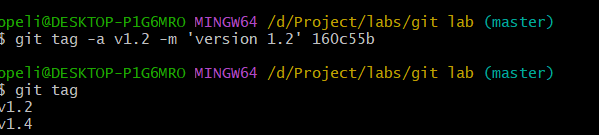 opeli@DESKTOP-P1G6MRO MINGW64 /d/Project/labs/git lab (master)
$ git tag -a v1.2 -m 'version 1.2' 160c55b
opeli@DESKTOP-P1G6MRO MINGW64 /d/Project/labs/git lab (master)
$ git tag
v1.2
v1.4